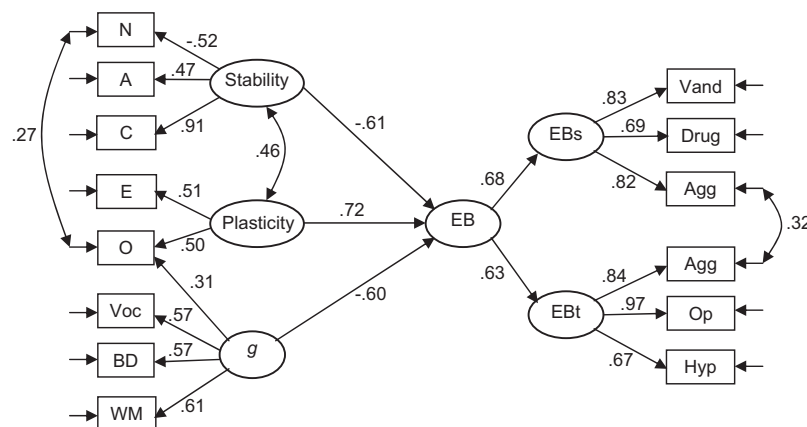 N
-.52
A
.47
Stability
C
.91
.27
.46
-.61
E
.51
Plasticity
.72
O
.50
.31
Voc
.57
BD
.57
g
-.60
WM
.61
EB
.68
.63
EBs
.83
Vand
.69
Drug
.82
Agg
.32
EBt
.84
Agg
.97
Op
.67
Hyp